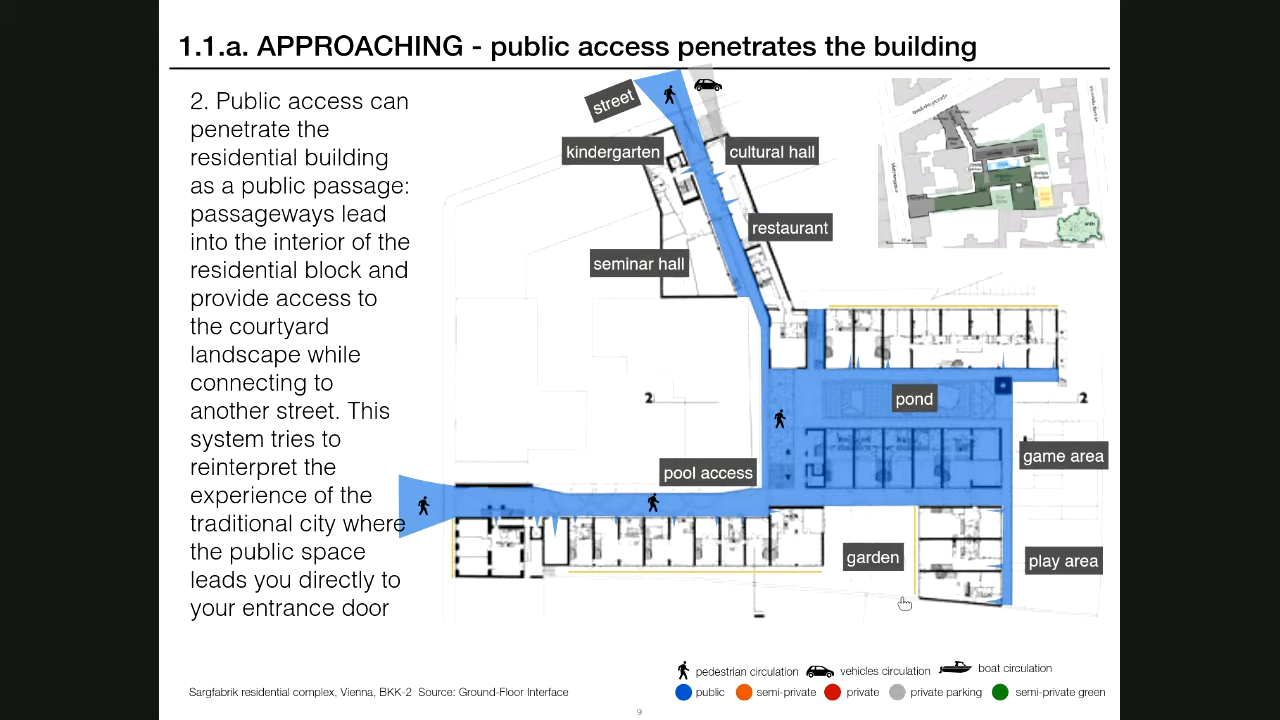 1.1.a. APPROACHING - public access penetrates the building
2. Public access can
penetrate the
residential building
as a public passage:
passageways lead
into the interior of the
residential block and
provide access to
the courtyard
landscape while
connecting to
another street. This
system tries to
reinterpret the
experience of the
traditional city where
the public space
leads you directly to
your entrance door
street
kindergarten
cultural hall
restaurant
seminar hall
2
pond
2
game area
pool access
garden
play area
pedestrian circulation
vehicles circulation
boat circulation
Sargfabrik residential complex, Vienna, BKK-2 Source: Ground-Floor Interface
public
semi-private
private
private parking
semi-private green
9